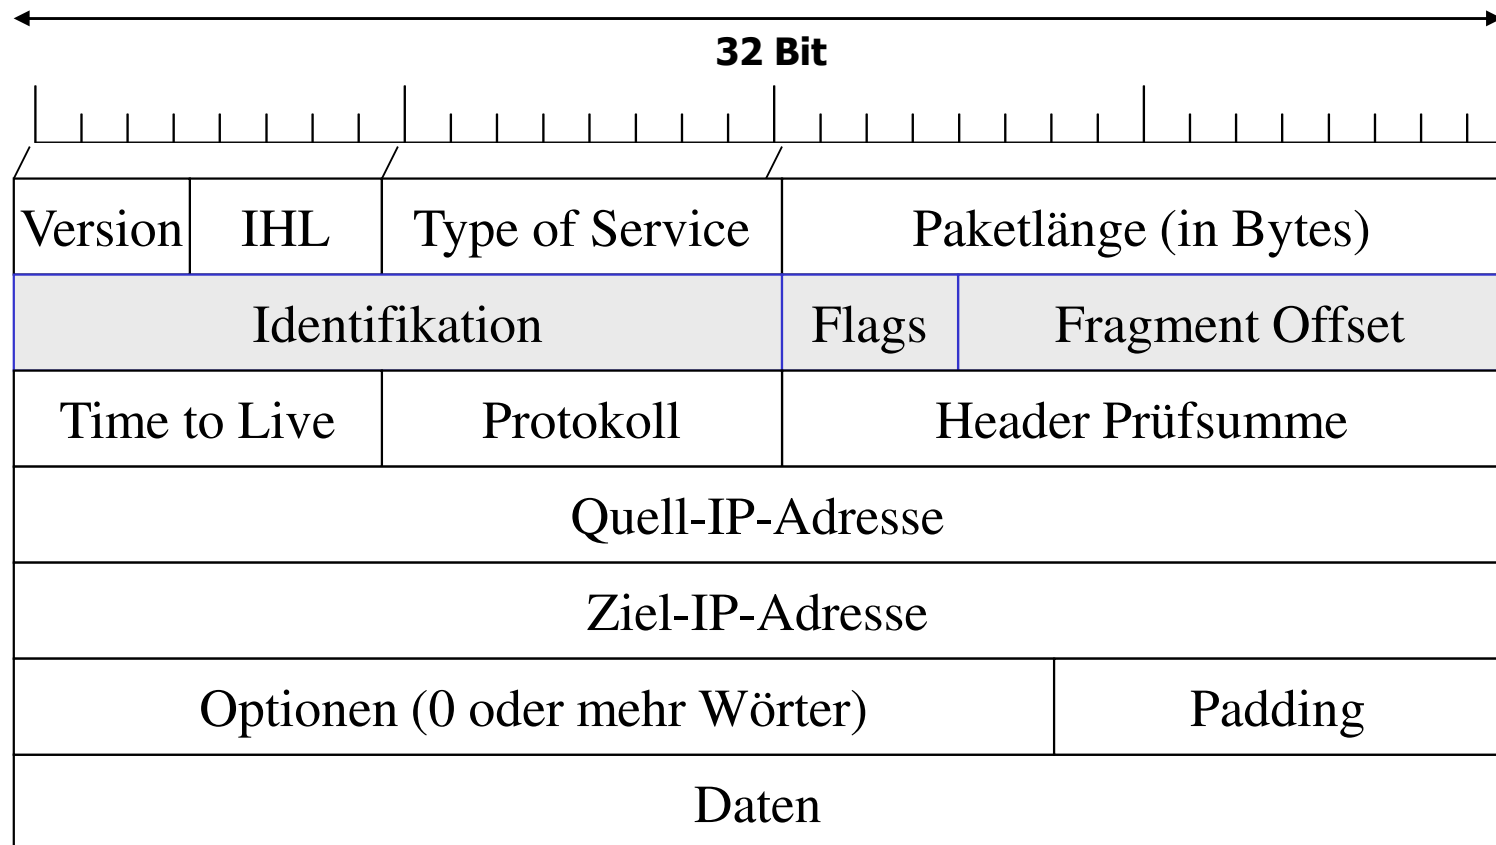 32 Bit
Version IHL Type of Service Paketlänge (in Bytes)
Identifikation Flags Fragment Offset
Time to Live Protokoll Header Prüfsumme
Quell-IP-Adresse
Ziel-IP-Adresse
Optionen (0 oder mehr Wörter) Padding
Daten